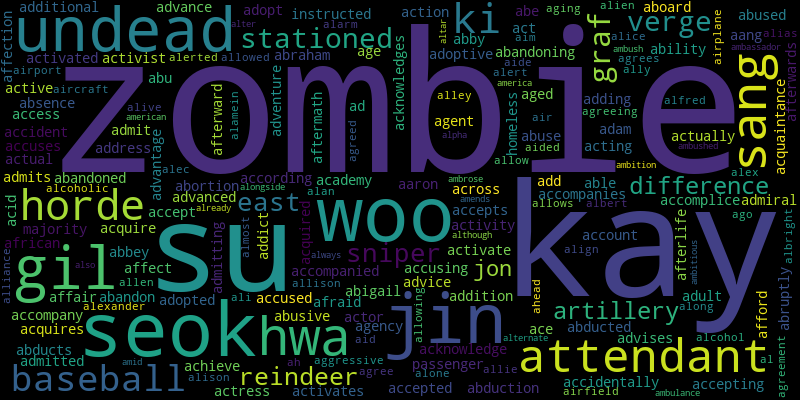 additional advance adopt instructed action abe aging alien aboard abused
undead stationed ki graf verge
affection alter alarm act altar aim alice ambush airplane aang alias
zombie
activated activist alerted allowed abraham age abby abandoning ability ambassador afterwards
airport aircraft abu adventure acknowledges adoptive aide alert agrees ally
active alive alamein ad alley america adding alfred sang
absence american afterward aftermath agent aged homeless agreeing acquaintance
access accident admit advantage agreed alpha air abuse adam actually
accuses address actual alec according aaron aided acting ambushed alex
admits abandoned abortion academy ambrose across allow ambition
alcoholic alongside alan accepts add able difference
acid horde advanced east woo kay
accept already amends allows albert accompanies accomplice admiral
majority acquire almost addict acquired activity account afterlife ago
african abbey su always sniper although align ambitious albright
alliance gil affect admitting accompanied accusing activate jon ahead adult along
also allen allison advice addition artillery abruptly
affair abandon adopted ali accused afraid abigail allowing abducted afford
accompany alexander seok hwa abusive actor jin ace
acquires agency alternate advises alcohol
abducts achieve aid acknowledge attendant
admitted ah aggressive agree alone passenger allie accidentally al agreement
baseball alison reindeer accepted abduction airfield accepting
actress activates amid ambulance